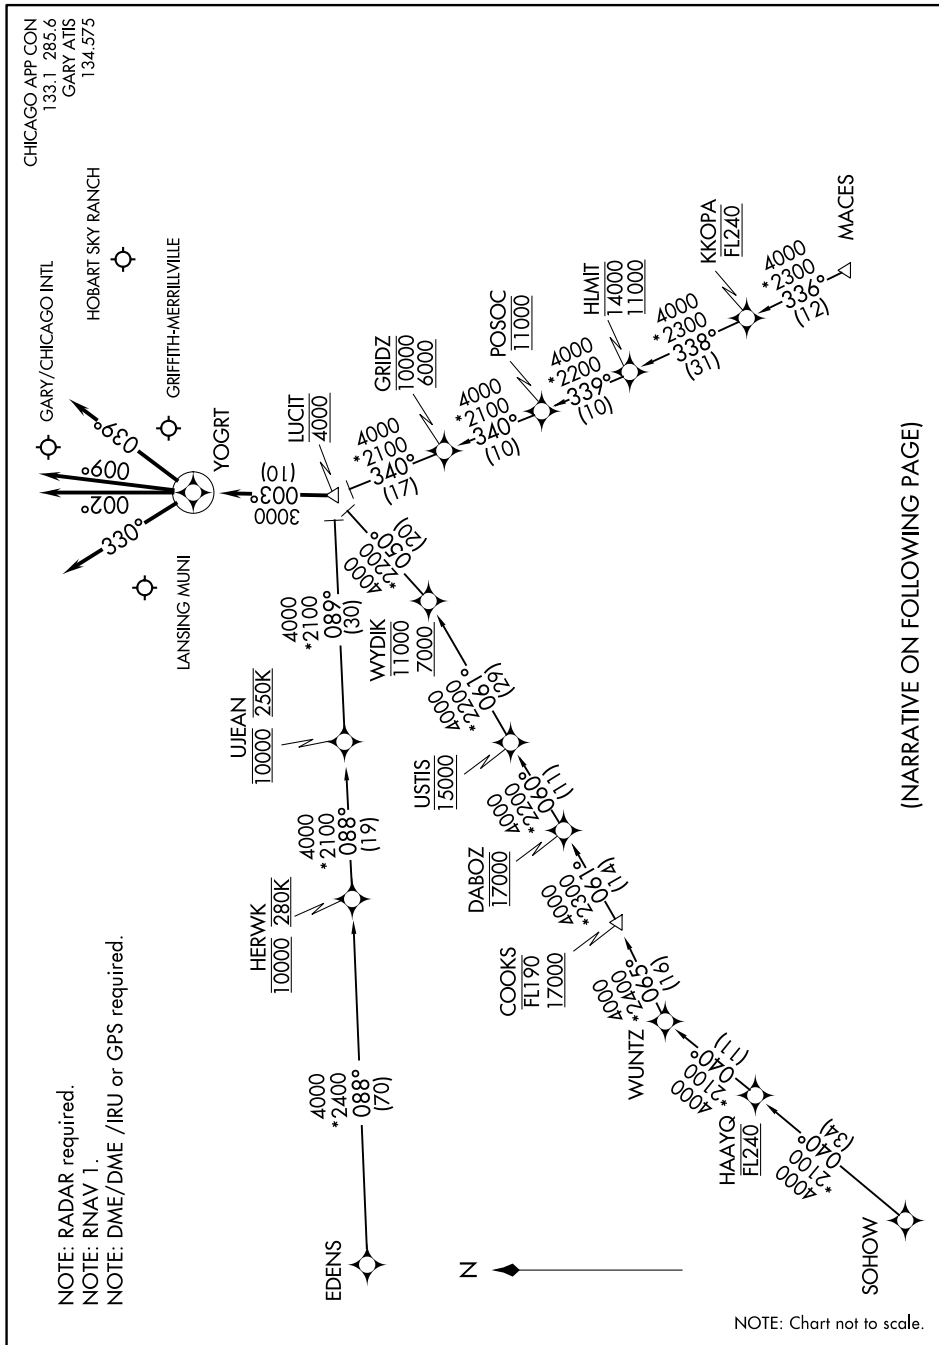 CHICAGO APP CON
133.1 285.6
GARY ATIS
134.575
NOTE: RADAR required.
NOTE: RNAV 1.
NOTE: DME/DME /IRU or GPS required.
GARY/CHICAGO INTL
HOBART SKY RANCH
GRIFFITH-MERRILLVILLE
LANSING MUNI
330°
002°
009°
039°
YOGRT
3000
003°
(10)
LUCIT
4000
EDENS
4000
*2400
088°
(70)
HERWK
10000 280K
4000
*2100
088°
(19)
UJEAN
10000 250K
4000
*2100
089°
(30)
SOHOW
4000
*2100
040°
(34)
HAAYQ
FL240
4000
*2100
040°
(11)
WUNTZ
4000
*2400
065°
(16)
COOKS
FL190
17000
4000
*2300
061°
(14)
DABOZ
17000
4000
*2200
060°
(11)
USTIS
15000
4000
*2200
061°
(29)
WYDIK
11000
7000
4000
*2200
050°
(20)
MACES
4000
*2300
336°
(12)
KKOPA
FL240
4000
*2300
338°
(31)
HLMIT
14000
11000
4000
*2200
339°
(10)
POSOC
11000
4000
*2100
340°
(10)
GRIDZ
10000
6000
4000
*2100
340°
(17)
N
(NARRATIVE ON FOLLOWING PAGE)
NOTE: Chart not to scale.